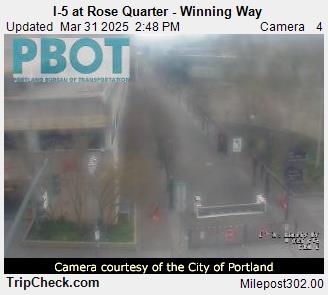 I-5 at Rose Quarter - Winning Way
Updated Mar 31 2025 2:48 PM Camera 4
PBOT
PORTLAND BUREAU OF TRANSPORTATION
Camera courtesy of the City of Portland
TripCheck.com Milepost302.00